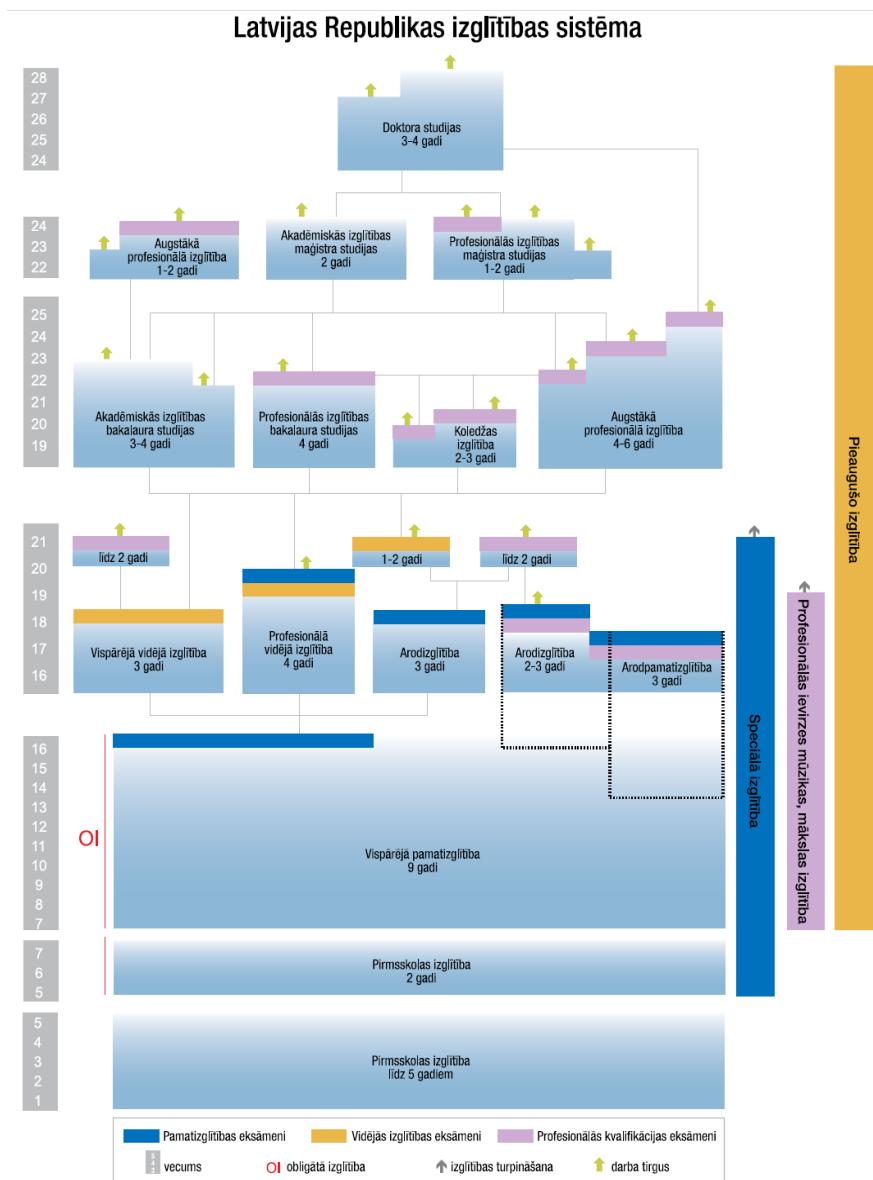 Latvijas Republikas izglītības sistēma
28
27
26
25
24
Doktora studijas
3-4 gadi
24
23
22
Augstākā
profesionālā izglītība
1-2 gadi
Akadēmiskās izglītības
maģistra studijas
2 gadi
Profesionālās izglītības
maģistra studijas
1-2 gadi
25
24
23
22
21
20
19
Akadēmiskās izglītības
bakalaura studijas
3-4 gadi
Profesionālās izglītības
bakalaura studijas
4 gadi
Koledžas
izglītība
2-3 gadi
Augstākā
profesionālā izglītība
4-6 gadi
21
20
19
18
17
16
līdz 2 gadi
1-2 gadi
līdz 2 gadi
Vispārējā vidējā izglītība
3 gadi
Profesionālā
vidējā izglītība
4 gadi
Arodizglītība
3 gadi
Arodizglītība
2-3 gadi
Arodpamatizglītība
3 gadi
16
15
14
13
12
11
10
9
8
7
OI
Vispārējā pamatizglītība
9 gadi
7
6
5
Pirmsskolas izglītība
2 gadi
5
4
3
2
1
Pirmsskolas izglītība
līdz 5 gadiem
Speciālā izglītība
Profesionālās ievirzes mūzikas, mākslas izglītība
Pieaugušo izglītība
Pamatizglītības eksāmeni
Vidējās izglītības eksāmeni
Profesionālās kvalifikācijas eksāmeni
5
4
3
vecums
OI obligātā izglītība
izglītības turpināšana
darba tirgus